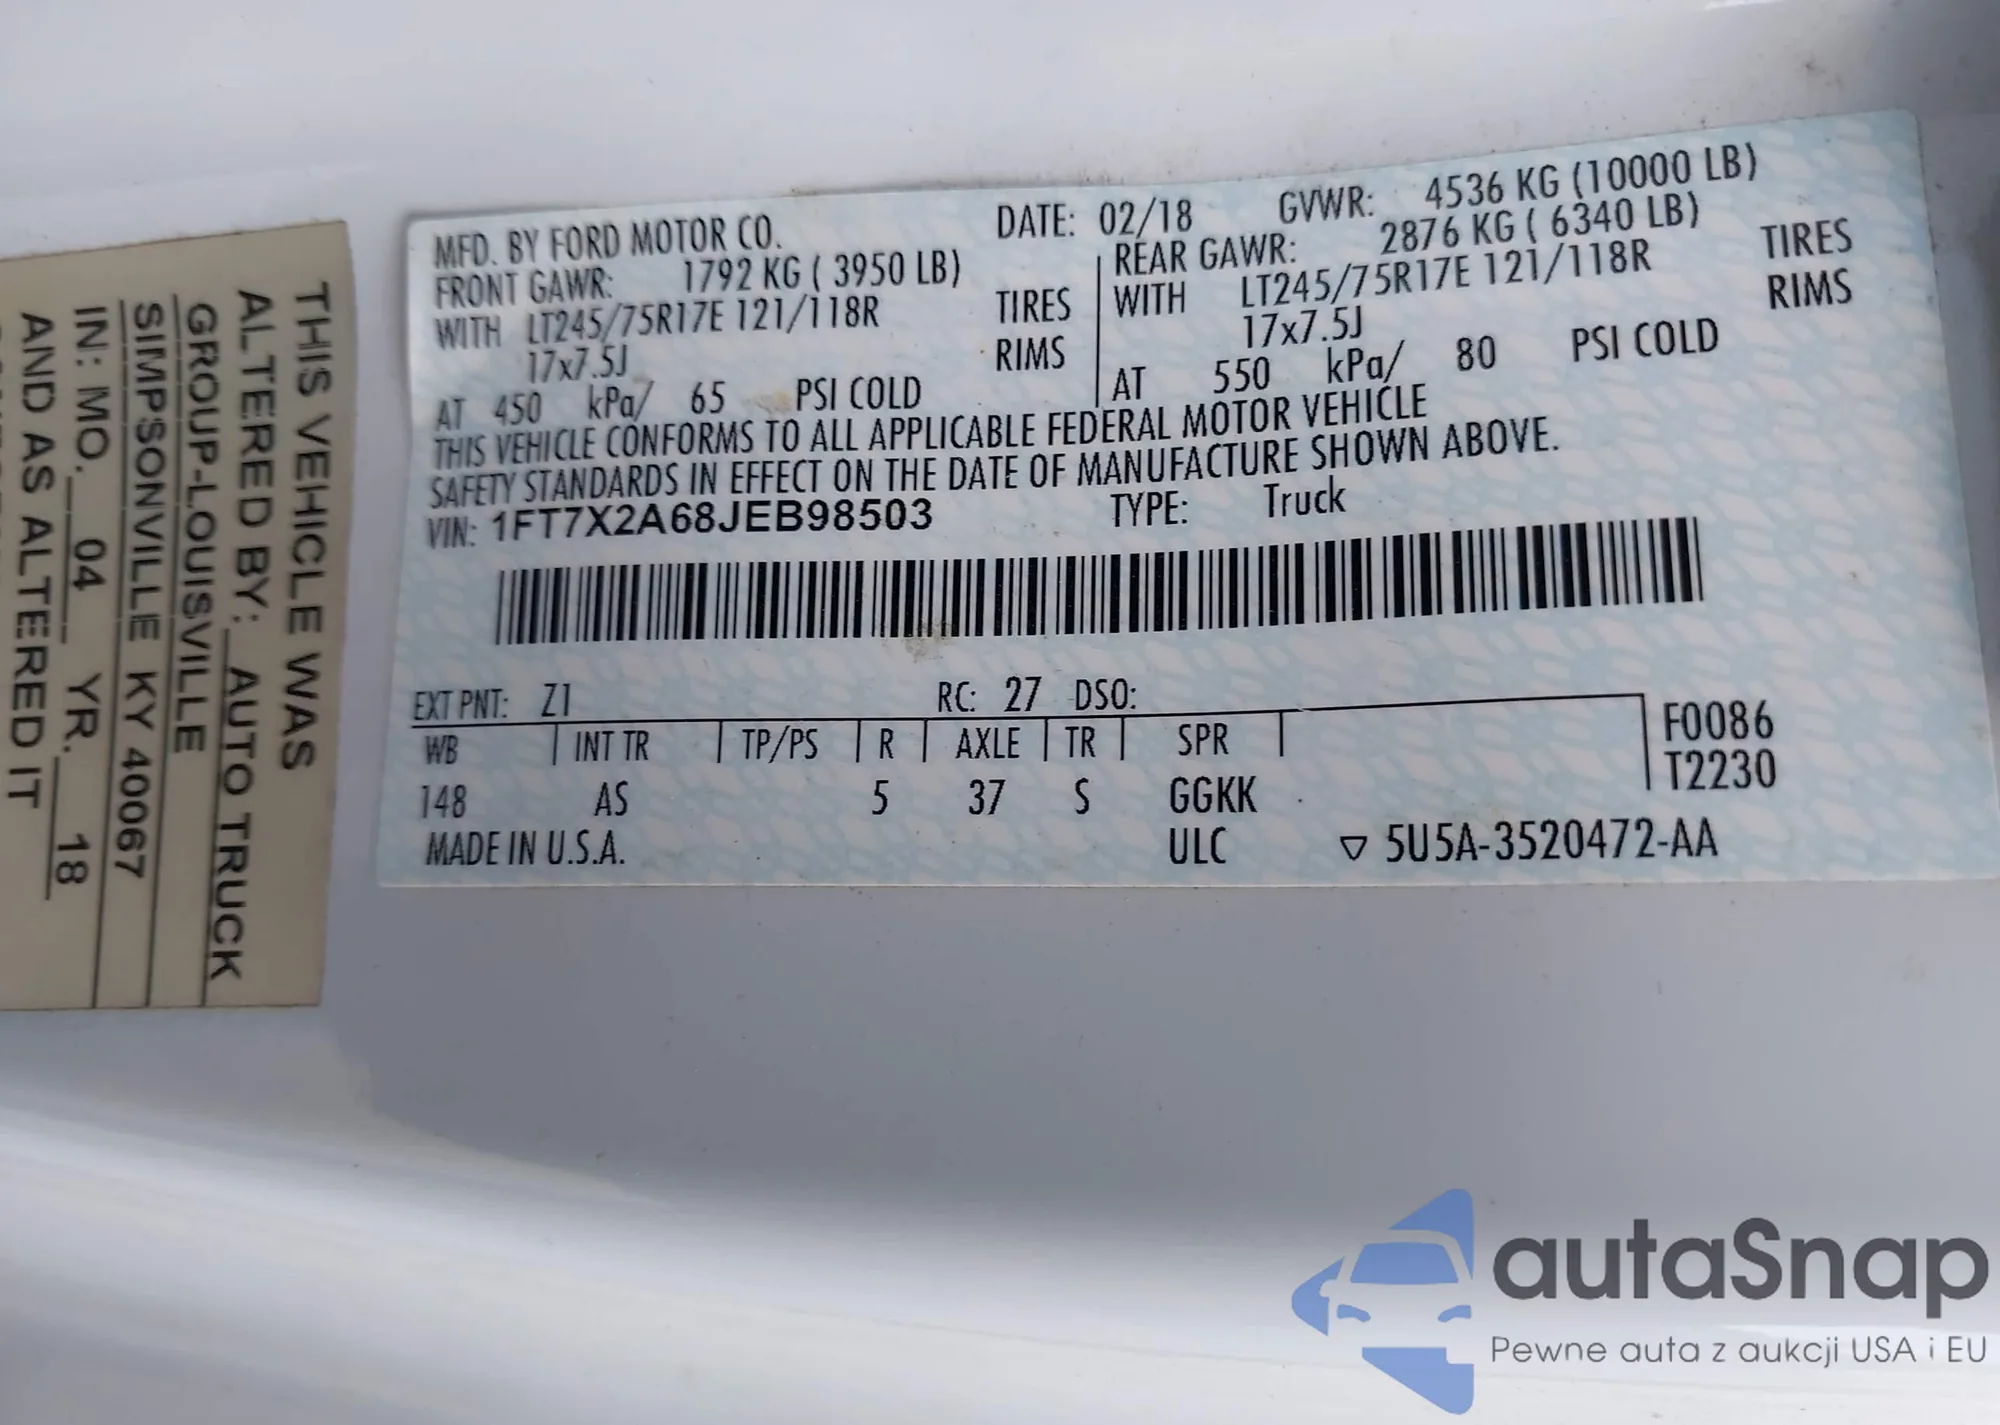 MFD. BY FORD MOTOR CO. DATE: 02/18 GVWR: 4536 KG (10000 LB)
FRONT GAWR: 1792 KG ( 3950 LB) REAR GAWR: 2876 KG ( 6340 LB)
WITH LT245/75R17E 121/118R TIRES WITH LT245/75R17E 121/118R TIRES
17x7.5J RIMS 17x7.5J RIMS
AT 450 kPa/ 65 PSI COLD AT 550 kPa/ 80 PSI COLD
THIS VEHICLE CONFORMS TO ALL APPLICABLE FEDERAL MOTOR VEHICLE
SAFETY STANDARDS IN EFFECT ON THE DATE OF MANUFACTURE SHOWN ABOVE.
VIN: 1FT7X2A68JEB98503 TYPE: Truck
EXT PNT: Z1 RC: 27 DSO:
WB INT TR TP/PS R AXLE TR SPR F0086
T2230
148 AS 5 37 S GGKK
MADE IN U.S.A. ULC ▽ 5U5A-3520472-AA
THIS VEHICLE WAS
ALTERED BY: AUTO TRUCK
GROUP-LOUISVILLE
SIMPSONVILLE KY 40067
IN: MO. 04 YR. 18
AND AS ALTERED IT
autaSnap
Pewne auta z aukcji USA i EU